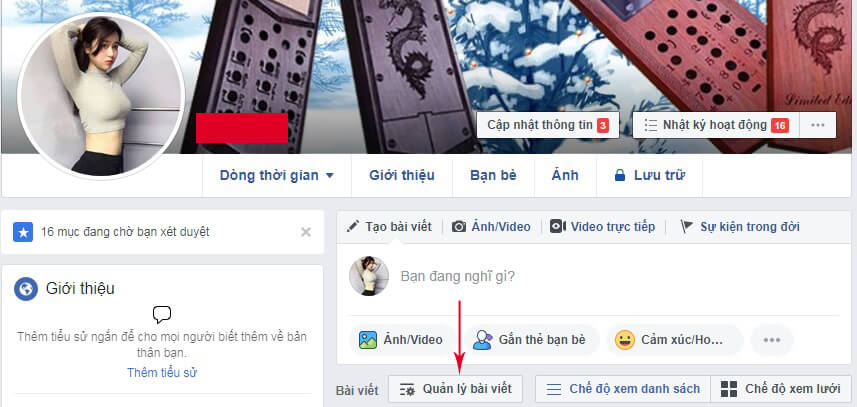 Limited Edi
Cập nhật thông tin 3
Nhật ký hoạt động 16
Dòng thời gian
Giới thiệu
Bạn bè
Ảnh
Lưu trữ
16 mục đang chờ bạn xét duyệt
Tạo bài viết
Ảnh/Video
Video trực tiếp
Sự kiện trong đời
Giới thiệu
Bạn đang nghĩ gì?
Thêm tiểu sử ngắn để cho mọi người biết thêm về bản
thân bạn.
Thêm tiểu sử
Ảnh/Video
Gắn thẻ bạn bè
Cảm xúc/Ho...
Bài viết
Quản lý bài viết
Chế độ xem danh sách
Chế độ xem lưới